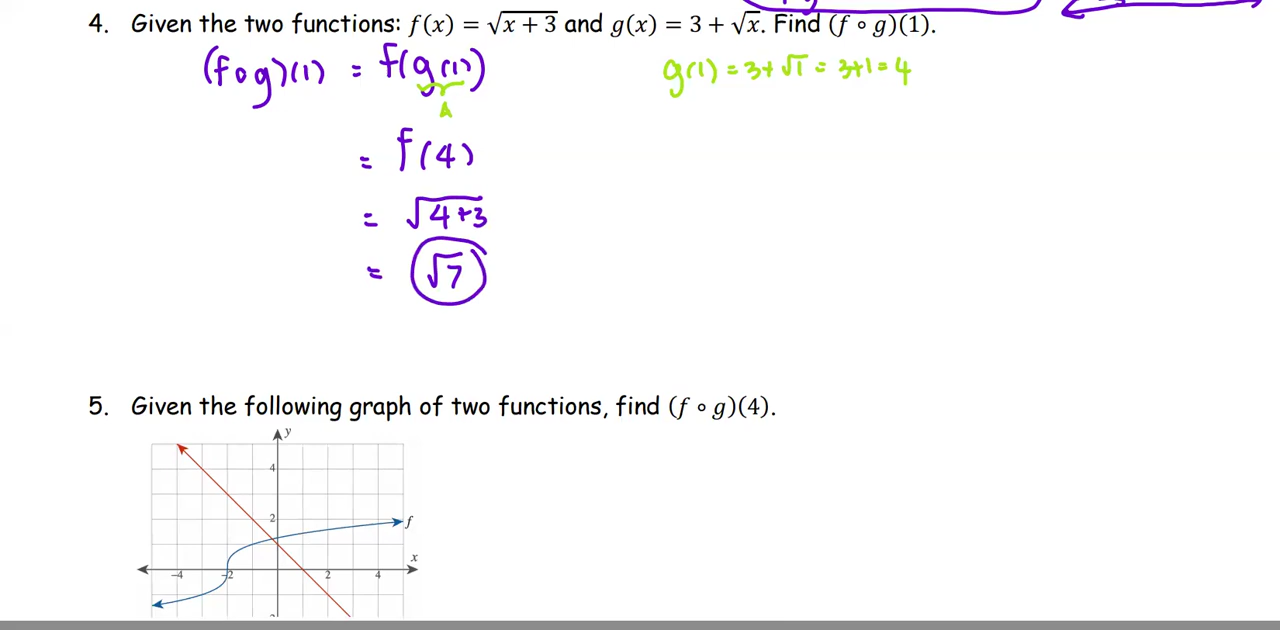 4. Given the two functions: f(x) = √(x + 3) and g(x) = 3 + √x. Find (f ∘ g)(1).
(f∘g)(1) = f(g(1))
g(1) = 3+√1 = 3+1 = 4
= f(4)
= √(4+3)
= √7
5. Given the following graph of two functions, find (f ∘ g)(4).
y
4
2
f
x
-4
-2
2
4